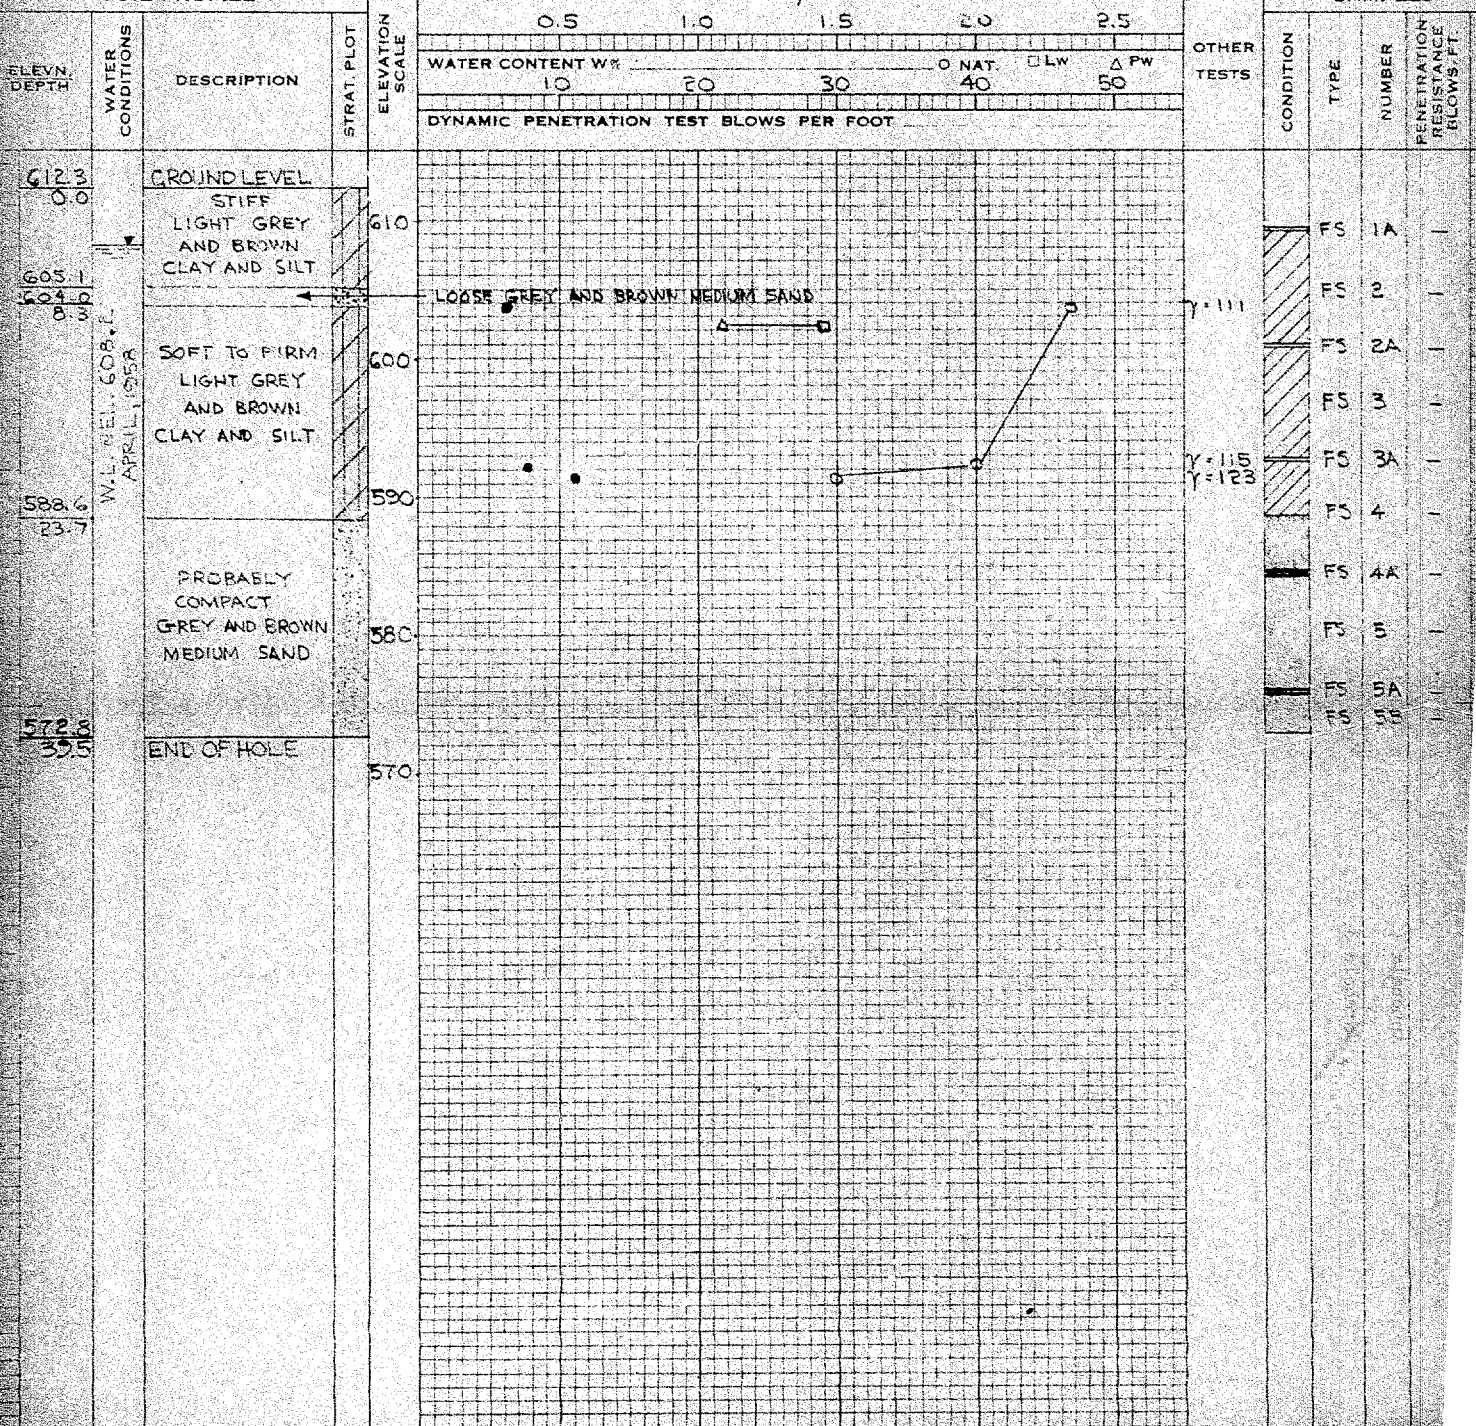 0.5 1.0 1.5 2.0 2.5
ELEVN. DEPTH
WATER CONDITIONS
DESCRIPTION
STRAT. PLOT
ELEVATION SCALE
WATER CONTENT W% ○ NAT. □ Lw △ Pw
10 20 30 40 50
DYNAMIC PENETRATION TEST BLOWS PER FOOT
OTHER TESTS
CONDITION
TYPE
NUMBER
PENETRATION RESISTANCE BLOWS/FT.
612.3
0.0
GROUND LEVEL
STIFF
LIGHT GREY
AND BROWN
CLAY AND SILT
605.1
604.0
8.3
LOOSE GREY AND BROWN MEDIUM SAND
SOFT TO FIRM
LIGHT GREY
AND BROWN
CLAY AND SILT
W.L. REL. 608.
APRIL, 1958
588.6
23.7
PROBABLY
COMPACT
GREY AND BROWN
MEDIUM SAND
572.8
39.5
END OF HOLE
610
600
590
580
570
γ=111
γ=115
γ=123
FS 1A –
FS 2 –
FS 2A –
FS 3 –
FS 3A –
FS 4 –
FS 4A –
FS 5 –
FS 5A –
FS 5B –